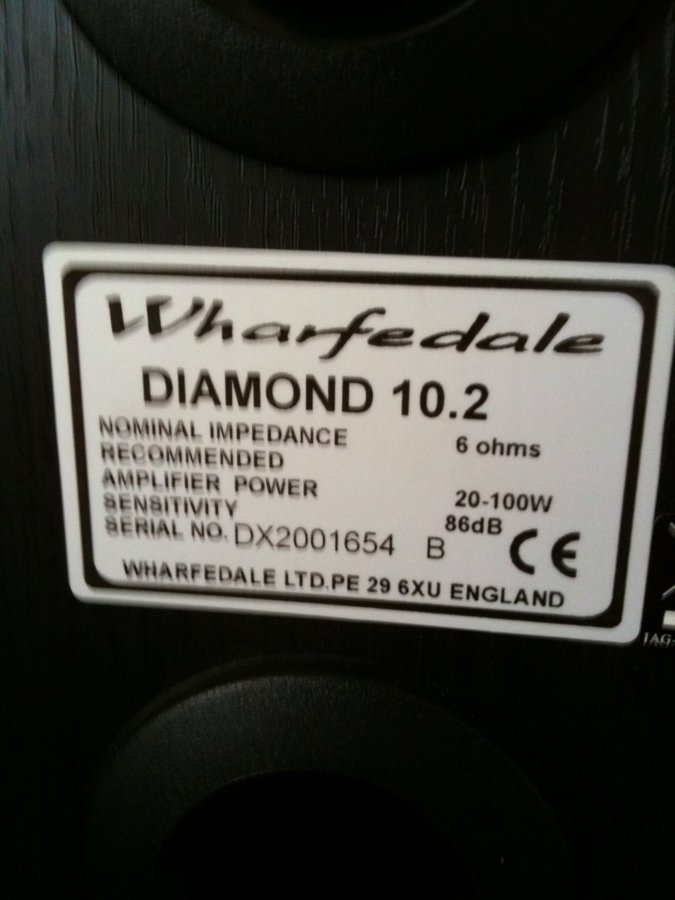 Wharfedale
DIAMOND 10.2
NOMINAL IMPEDANCE 6 ohms
RECOMMENDED
AMPLIFIER POWER 20-100W
SENSITIVITY 86dB
SERIAL NO. DX2001654 B CE
WHARFEDALE LTD.PE 29 6XU ENGLAND
IAG-